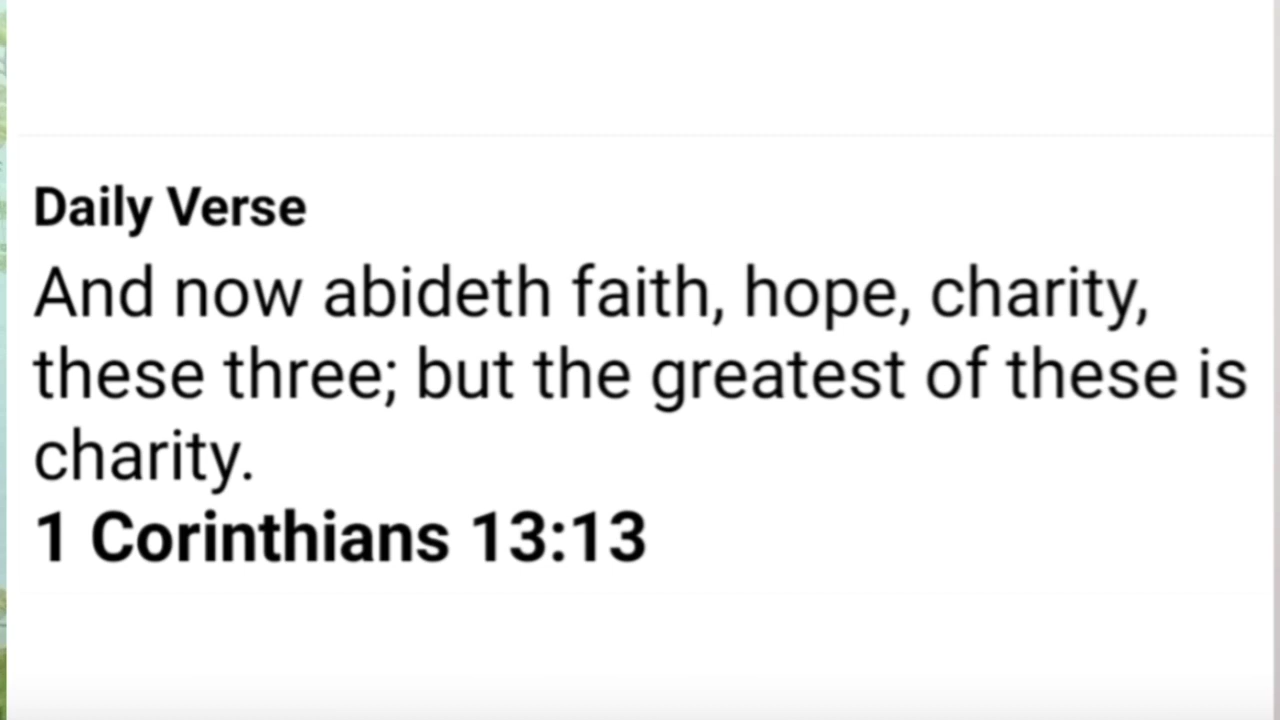 Daily Verse
And now abideth faith, hope, charity,
these three; but the greatest of these is
charity.
1 Corinthians 13:13